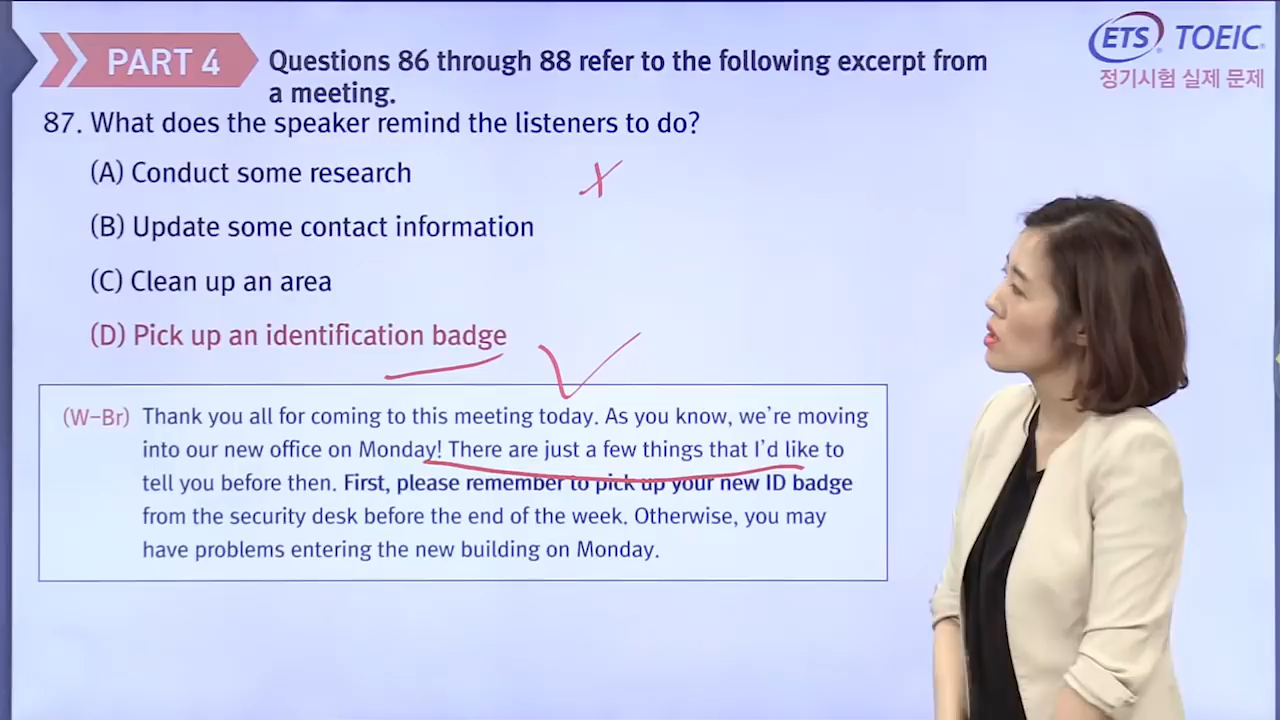 PART 4
Questions 86 through 88 refer to the following excerpt from
a meeting.
ETS TOEIC
정기시험 실제 문제
87. What does the speaker remind the listeners to do?
(A) Conduct some research
(B) Update some contact information
(C) Clean up an area
(D) Pick up an identification badge
(W-Br) Thank you all for coming to this meeting today. As you know, we're moving
into our new office on Monday! There are just a few things that I'd like to
tell you before then. First, please remember to pick up your new ID badge
from the security desk before the end of the week. Otherwise, you may
have problems entering the new building on Monday.